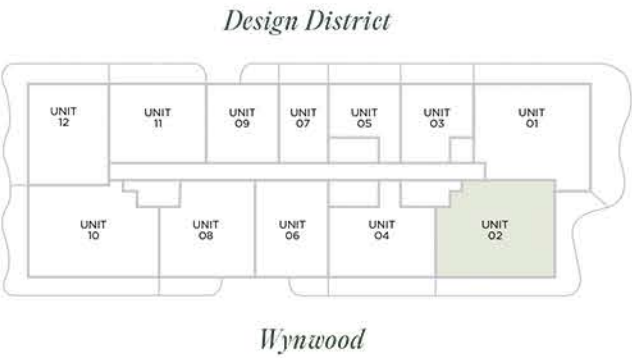 Design District
UNIT
12
UNIT
11
UNIT
09
UNIT
07
UNIT
05
UNIT
03
UNIT
01
UNIT
10
UNIT
08
UNIT
06
UNIT
04
UNIT
02
Wynwood